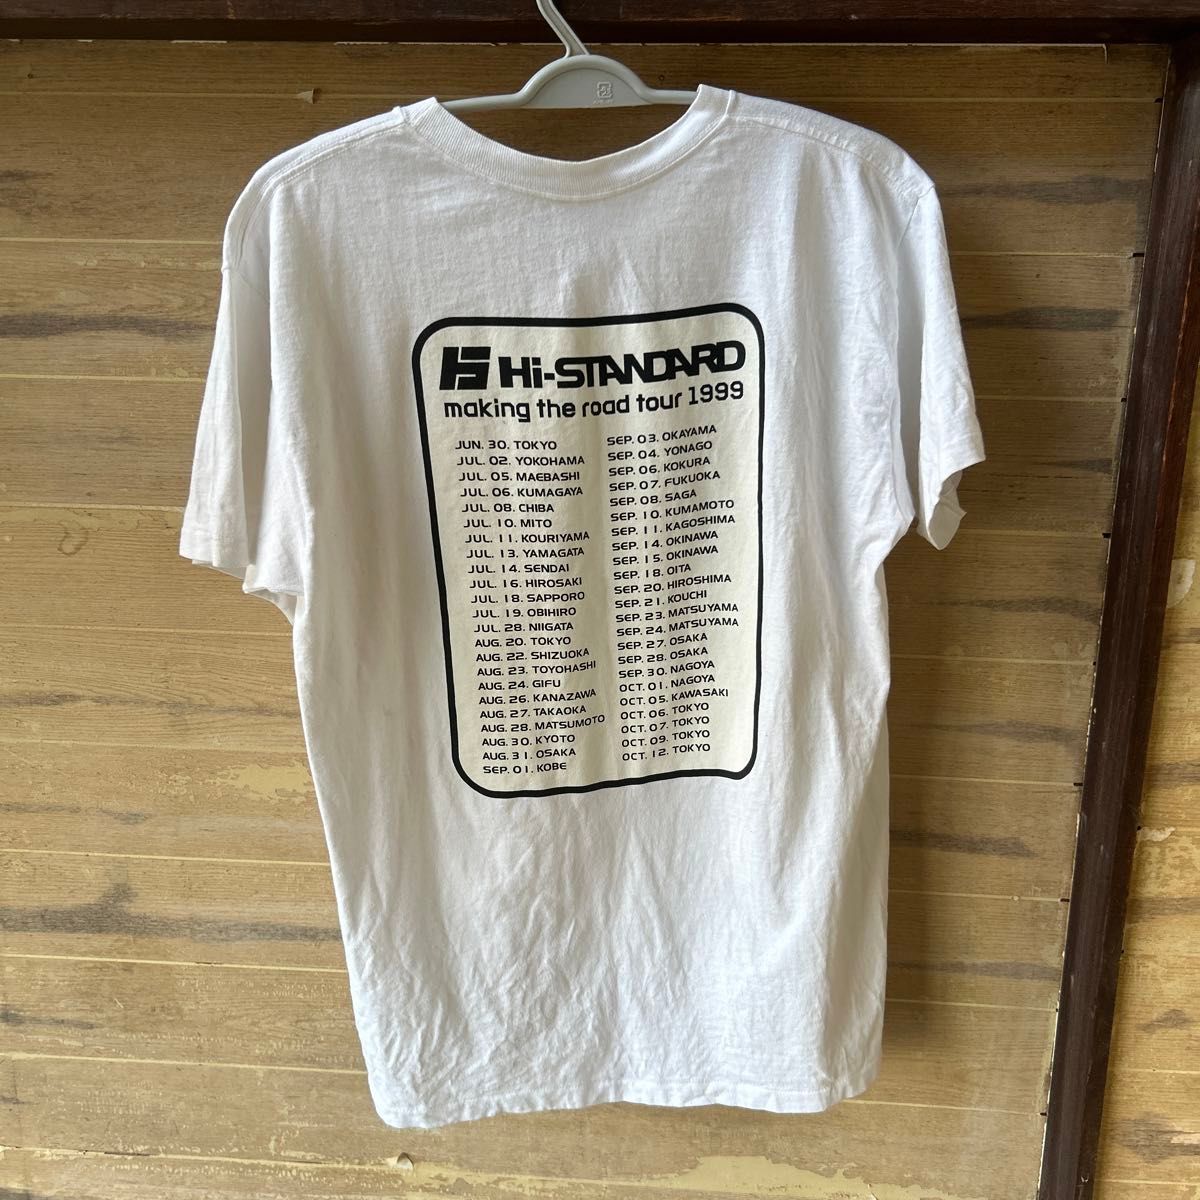 Hi-STANDARD
making the road tour 1999
JUN. 30. TOKYO
JUL. 02. YOKOHAMA
JUL. 05. MAEBASHI
JUL. 06. KUMAGAYA
JUL. 08. CHIBA
JUL. 10. MITO
JUL. 11. KOURIYAMA
JUL. 13. YAMAGATA
JUL. 14. SENDAI
JUL. 16. HIROSAKI
JUL. 18. SAPPORO
JUL. 19. OBIHIRO
JUL. 28. NIIGATA
AUG. 20. TOKYO
AUG. 22. SHIZUOKA
AUG. 23. TOYOHASHI
AUG. 24. GIFU
AUG. 26. KANAZAWA
AUG. 27. TAKAOKA
AUG. 28. MATSUMOTO
AUG. 30. KYOTO
AUG. 31. OSAKA
SEP. 01. KOBE
SEP. 03. OKAYAMA
SEP. 04. YONAGO
SEP. 06. KOKURA
SEP. 07. FUKUOKA
SEP. 08. SAGA
SEP. 10. KUMAMOTO
SEP. 11. KAGOSHIMA
SEP. 14. OKINAWA
SEP. 15. OKINAWA
SEP. 18. OITA
SEP. 20. HIROSHIMA
SEP. 21. KOUCHI
SEP. 23. MATSUYAMA
SEP. 24. MATSUYAMA
SEP. 27. OSAKA
SEP. 28. OSAKA
SEP. 30. NAGOYA
OCT. 01. NAGOYA
OCT. 05. KAWASAKI
OCT. 06. TOKYO
OCT. 07. TOKYO
OCT. 09. TOKYO
OCT. 12. TOKYO